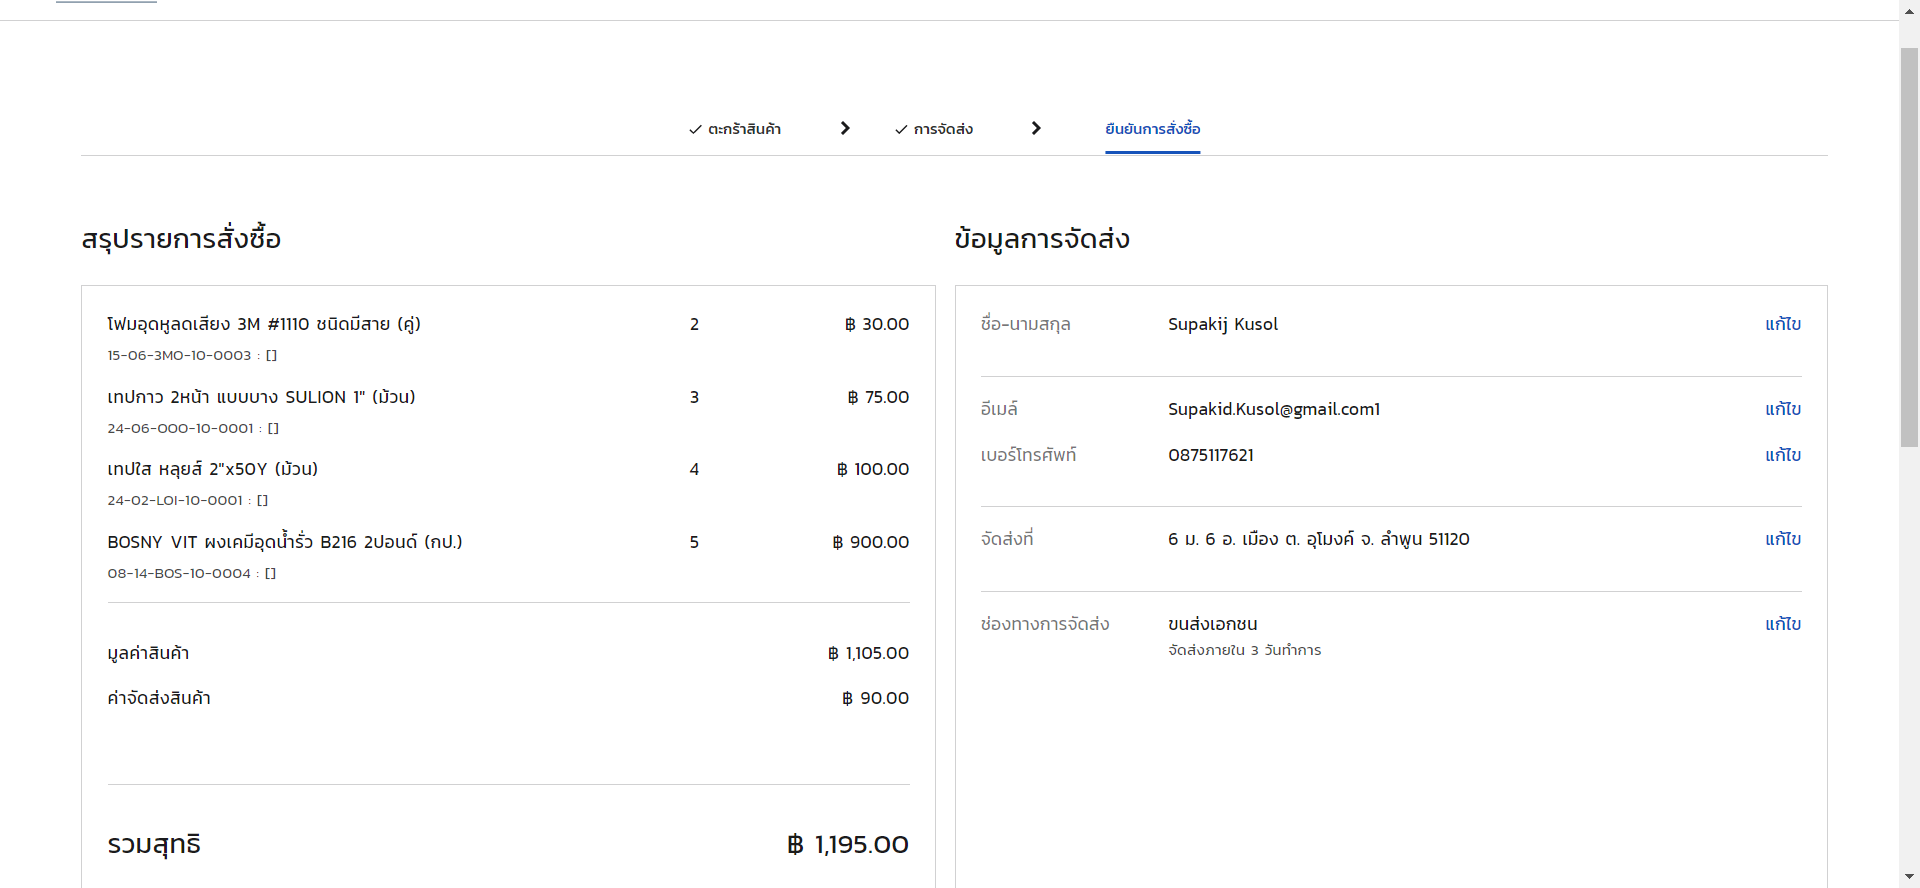 ตะกร้าสินค้า
การจัดส่ง
ยืนยันการสั่งซื้อ
สรุปรายการสั่งซื้อ
โฟมอุดหูลดเสียง 3M #1110 ชนิดมีสาย (คู่) 2 ฿ 30.00
15-06-3MO-10-0003 : []
เทปกาว 2หน้า แบบบาง SULION 1" (ม้วน) 3 ฿ 75.00
24-06-OOO-10-0001 : []
เทปใส หลุยส์ 2"x50Y (ม้วน) 4 ฿ 100.00
24-02-LOI-10-0001 : []
BOSNY VIT ผงเคมีอุดน้ำรั่ว B216 2ปอนด์ (กป.) 5 ฿ 900.00
08-14-BOS-10-0004 : []
มูลค่าสินค้า ฿ 1,105.00
ค่าจัดส่งสินค้า ฿ 90.00
รวมสุทธิ ฿ 1,195.00
ข้อมูลการจัดส่ง
ชื่อ-นามสกุล Supakij Kusol แก้ไข
อีเมล์ Supakid.Kusol@gmail.com1 แก้ไข
เบอร์โทรศัพท์ 0875117621 แก้ไข
จัดส่งที่ 6 ม. 6 อ. เมือง ต. อุโมงค์ จ. ลำพูน 51120 แก้ไข
ช่องทางการจัดส่ง ขนส่งเอกชน แก้ไข
จัดส่งภายใน 3 วันทำการ